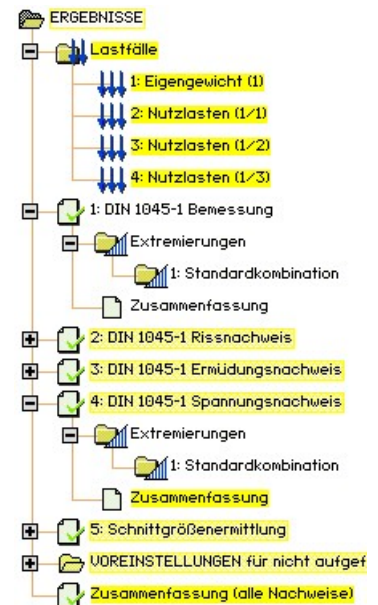 ERGEBNISSE
Lastfälle
1: Eigengewicht (1)
2: Nutzlasten (1/1)
3: Nutzlasten (1/2)
4: Nutzlasten (1/3)
1: DIN 1045-1 Bemessung
Extremierungen
1: Standardkombination
Zusammenfassung
2: DIN 1045-1 Rissnachweis
3: DIN 1045-1 Ermüdungsnachweis
4: DIN 1045-1 Spannungsnachweis
Extremierungen
1: Standardkombination
Zusammenfassung
5: Schnittgrößenermittlung
VOREINSTELLUNGEN für nicht aufgef
Zusammenfassung (alle Nachweise)